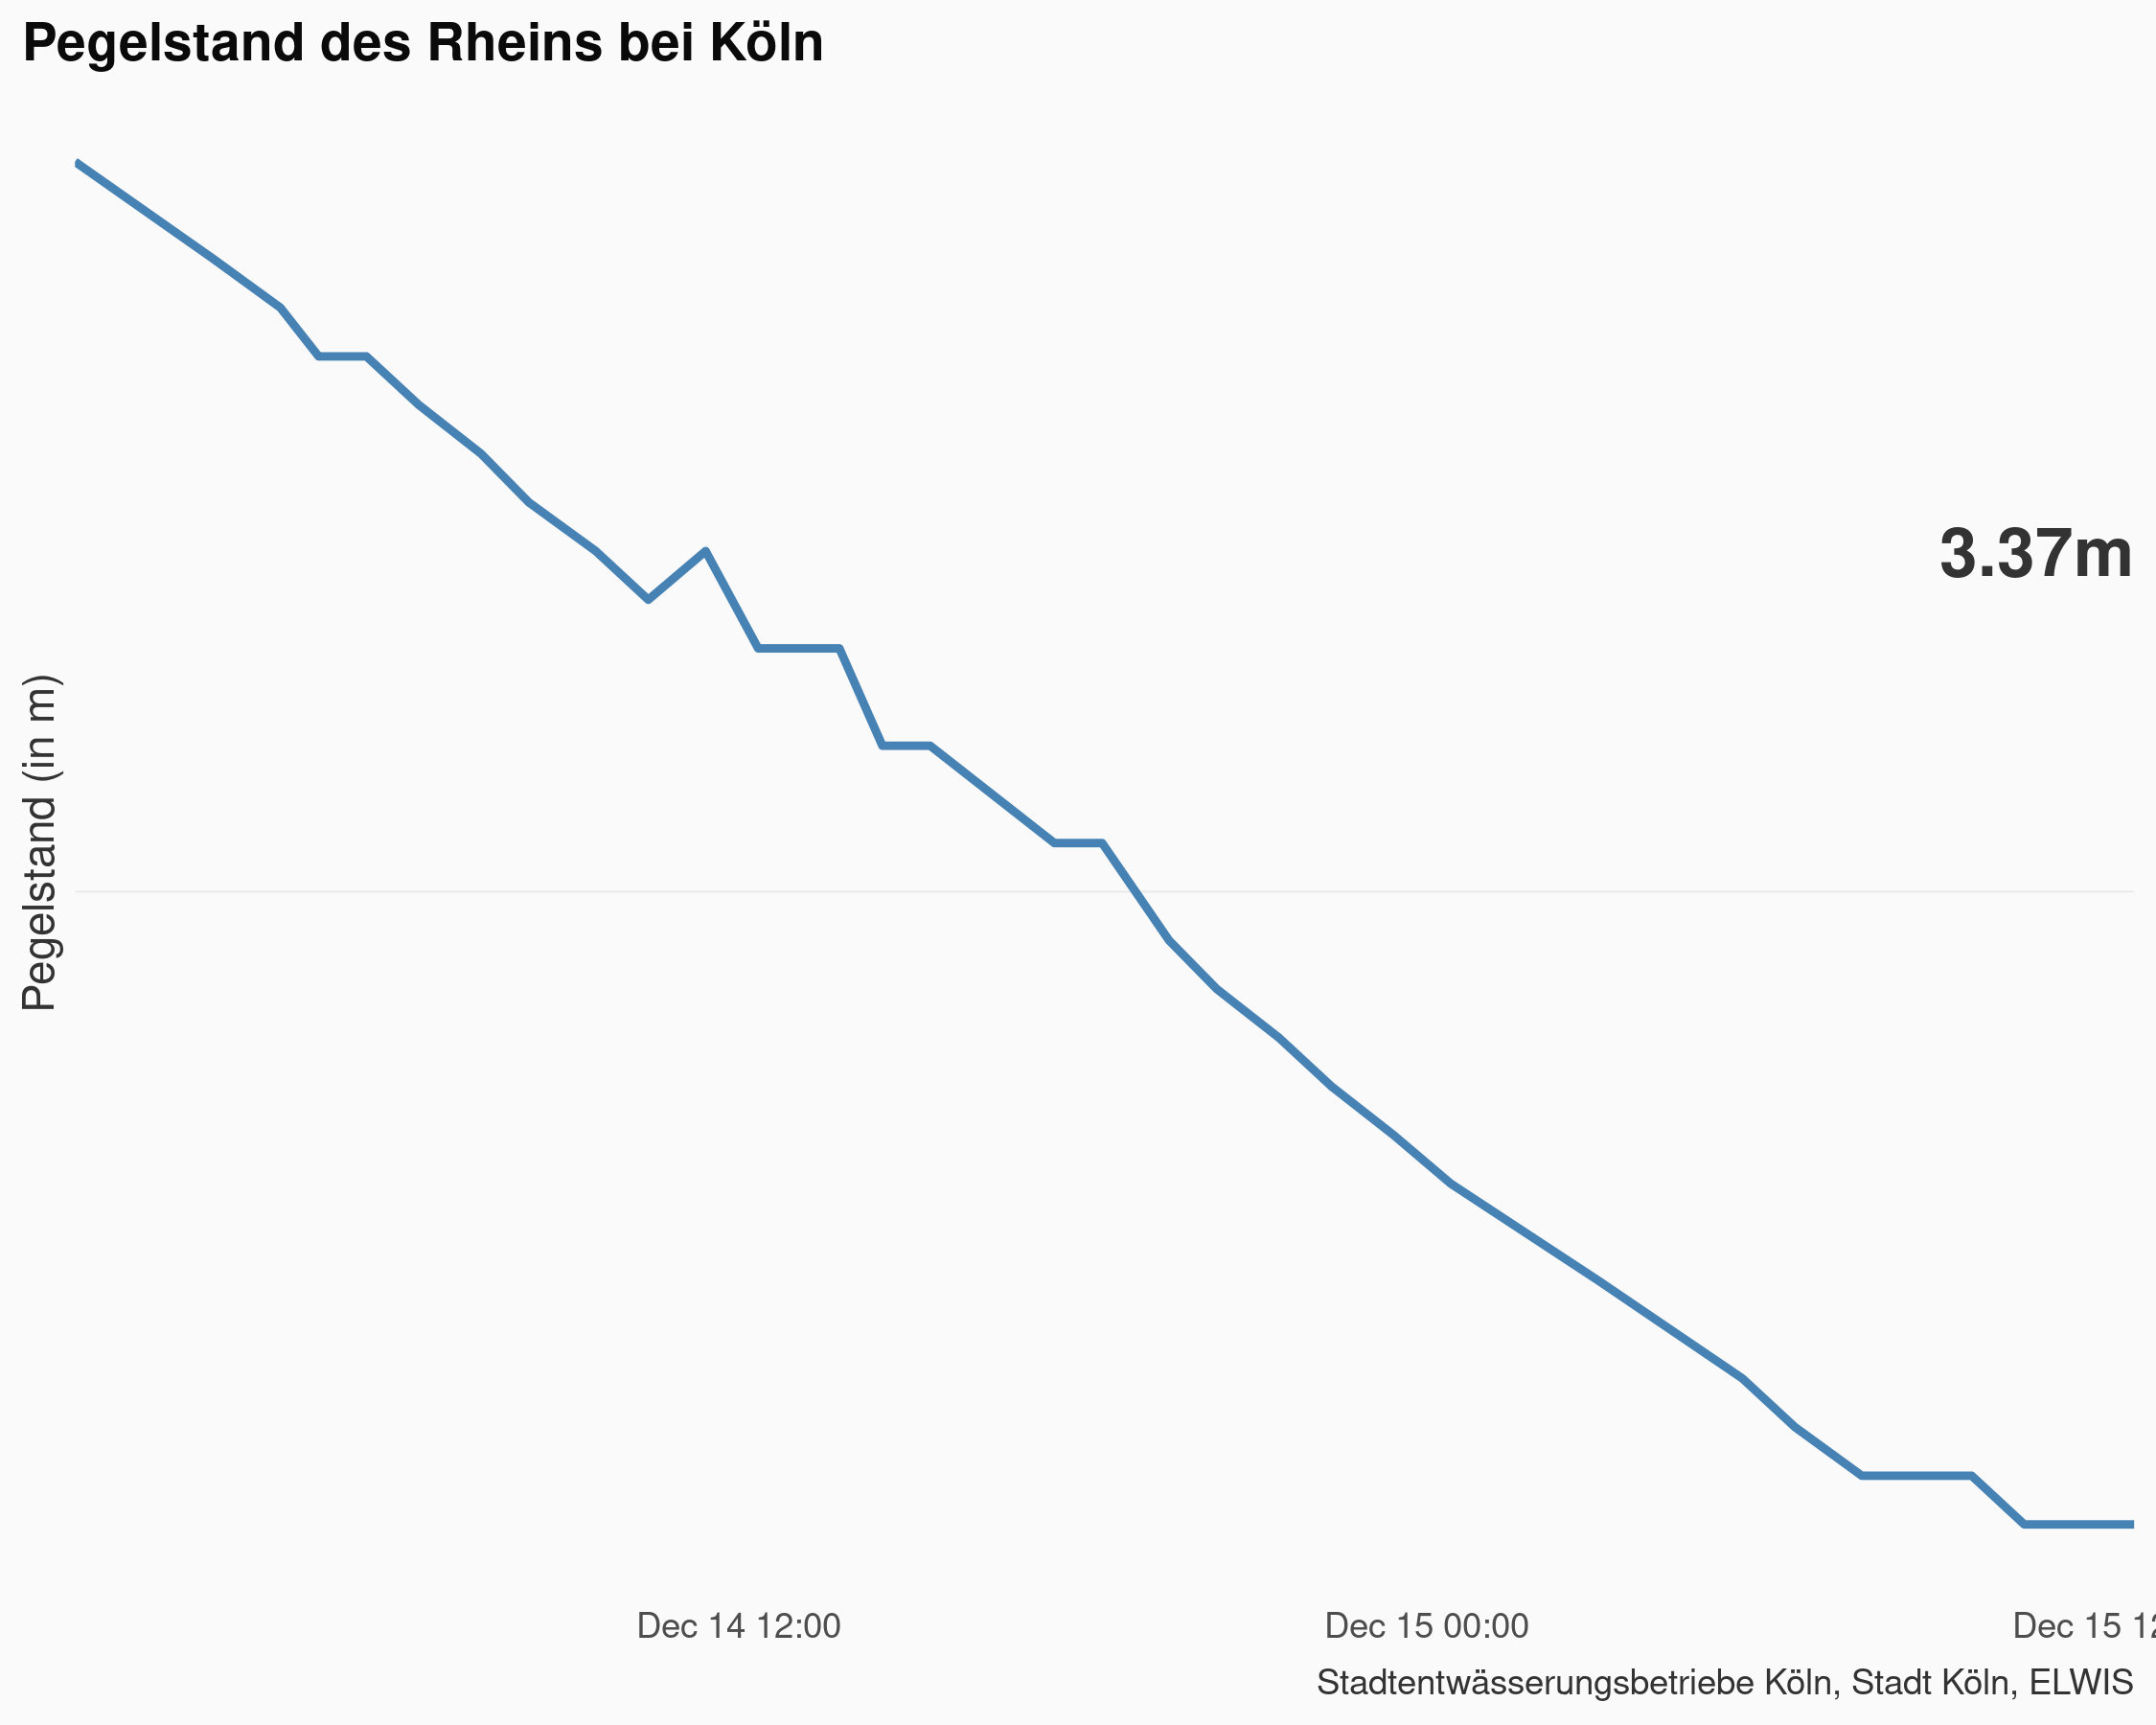 Pegelstand des Rheins bei Köln
3.37m
Pegelstand (in m)
Dec 14 12:00
Dec 15 00:00
Dec 15 12
Stadtentwässerungsbetriebe Köln, Stadt Köln, ELWIS